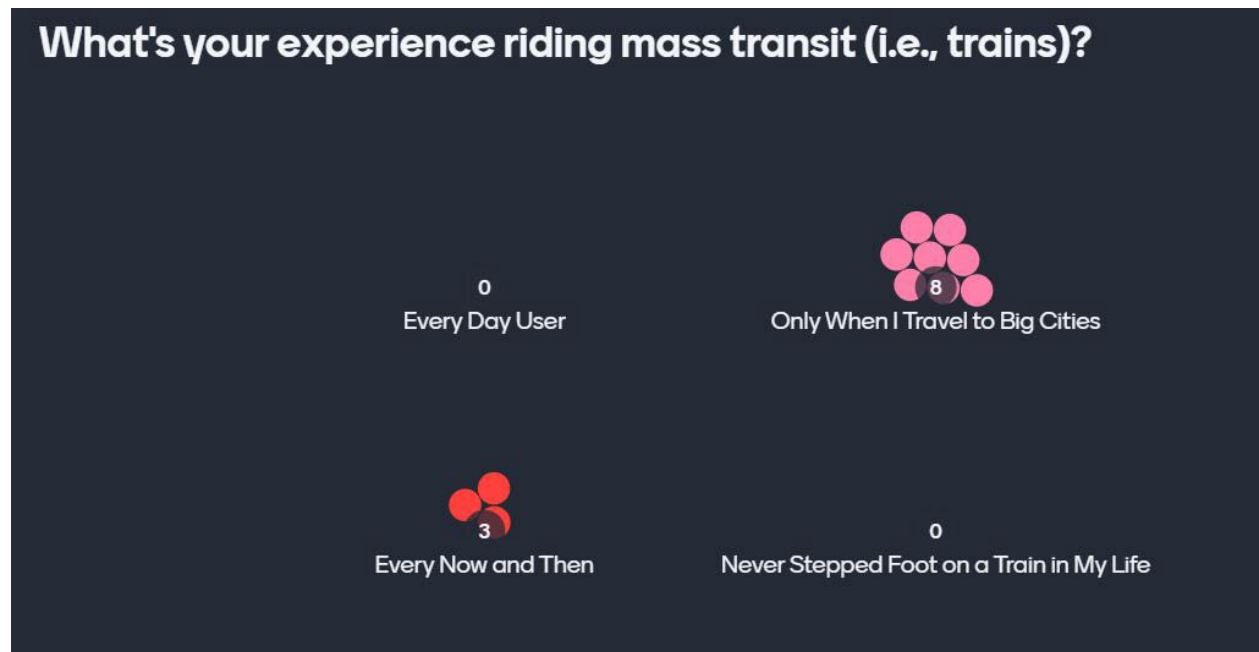 What's your experience riding mass transit (i.e., trains)?
0
Every Day User
8
Only When I Travel to Big Cities
3
Every Now and Then
0
Never Stepped Foot on a Train in My Life